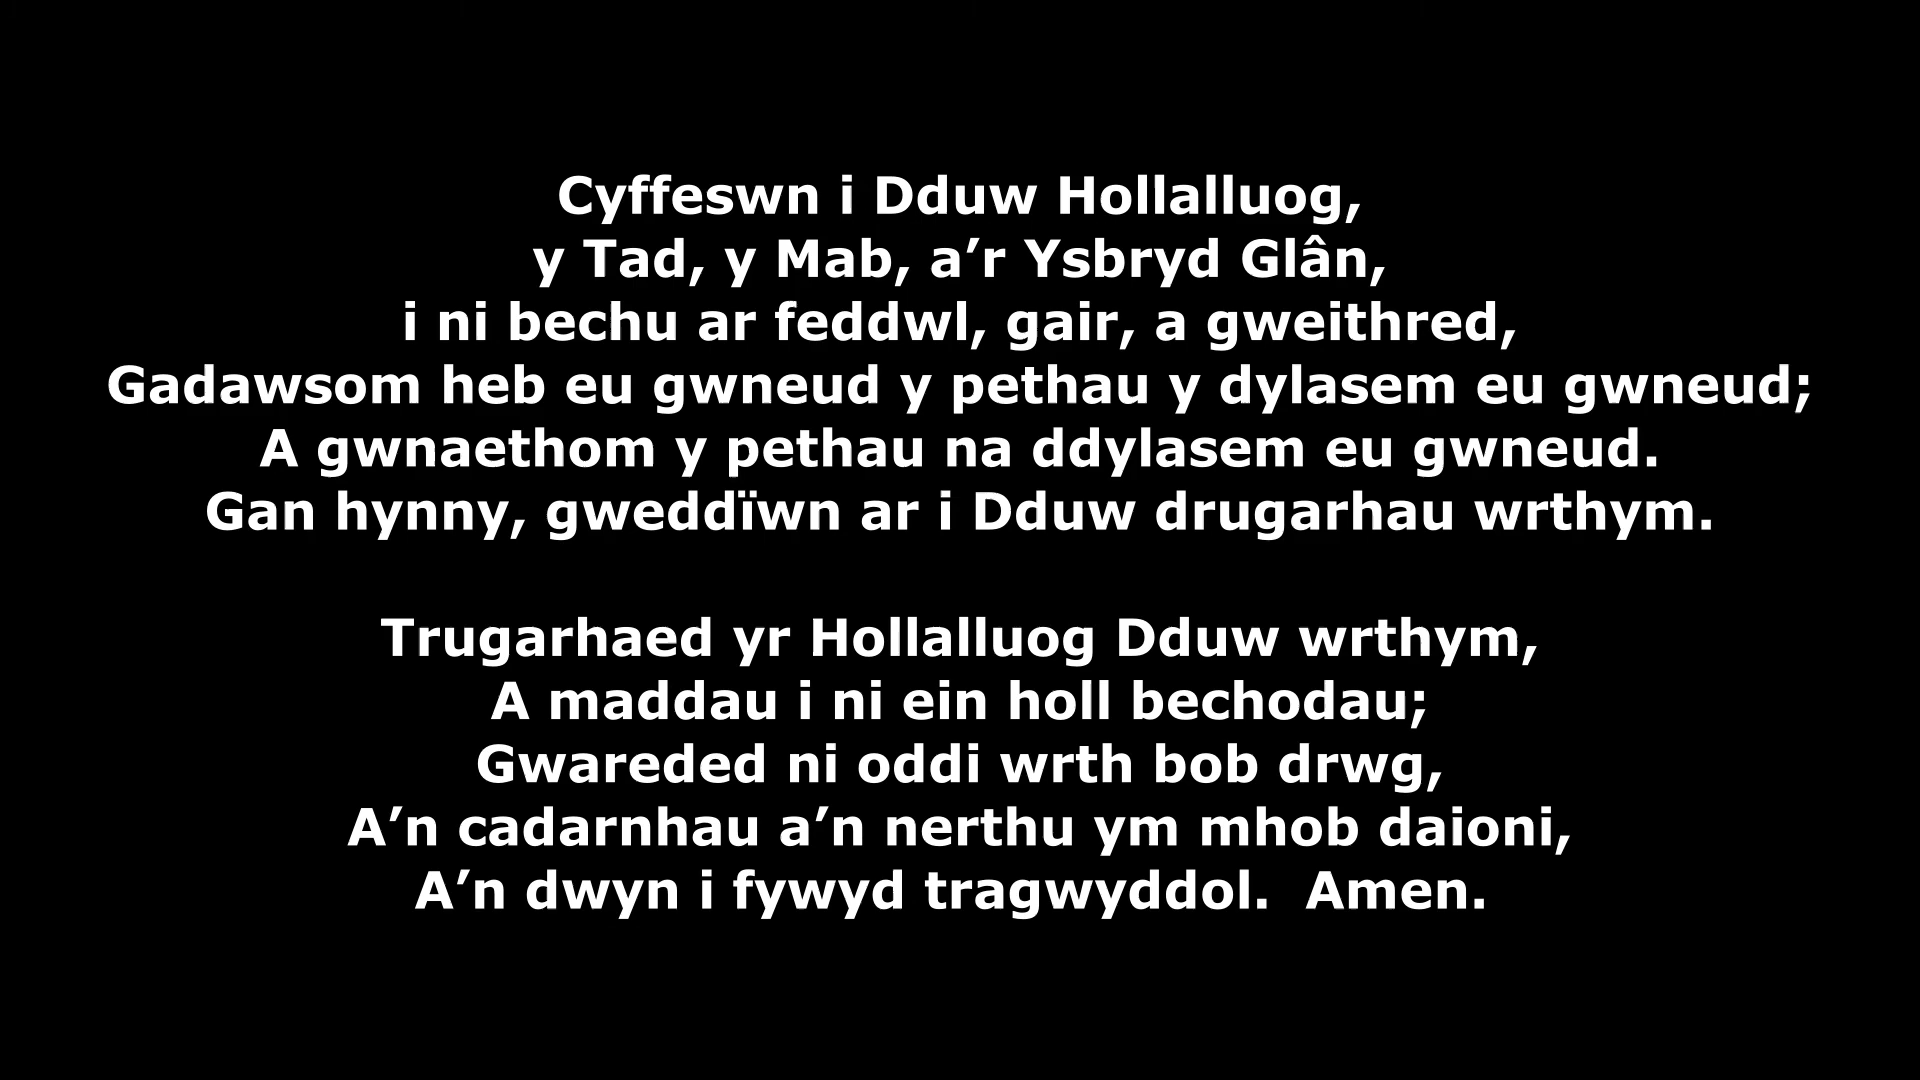 Cyffeswn i Dduw Hollalluog,
y Tad, y Mab, a’r Ysbryd Glân,
i ni bechu ar feddwl, gair, a gweithred,
Gadawsom heb eu gwneud y pethau y dylasem eu gwneud;
A gwnaethom y pethau na ddylasem eu gwneud.
Gan hynny, gweddïwn ar i Dduw drugarhau wrthym.
Trugarhaed yr Hollalluog Dduw wrthym,
A maddau i ni ein holl bechodau;
Gwareded ni oddi wrth bob drwg,
A’n cadarnhau a’n nerthu ym mhob daioni,
A’n dwyn i fywyd tragwyddol.  Amen.